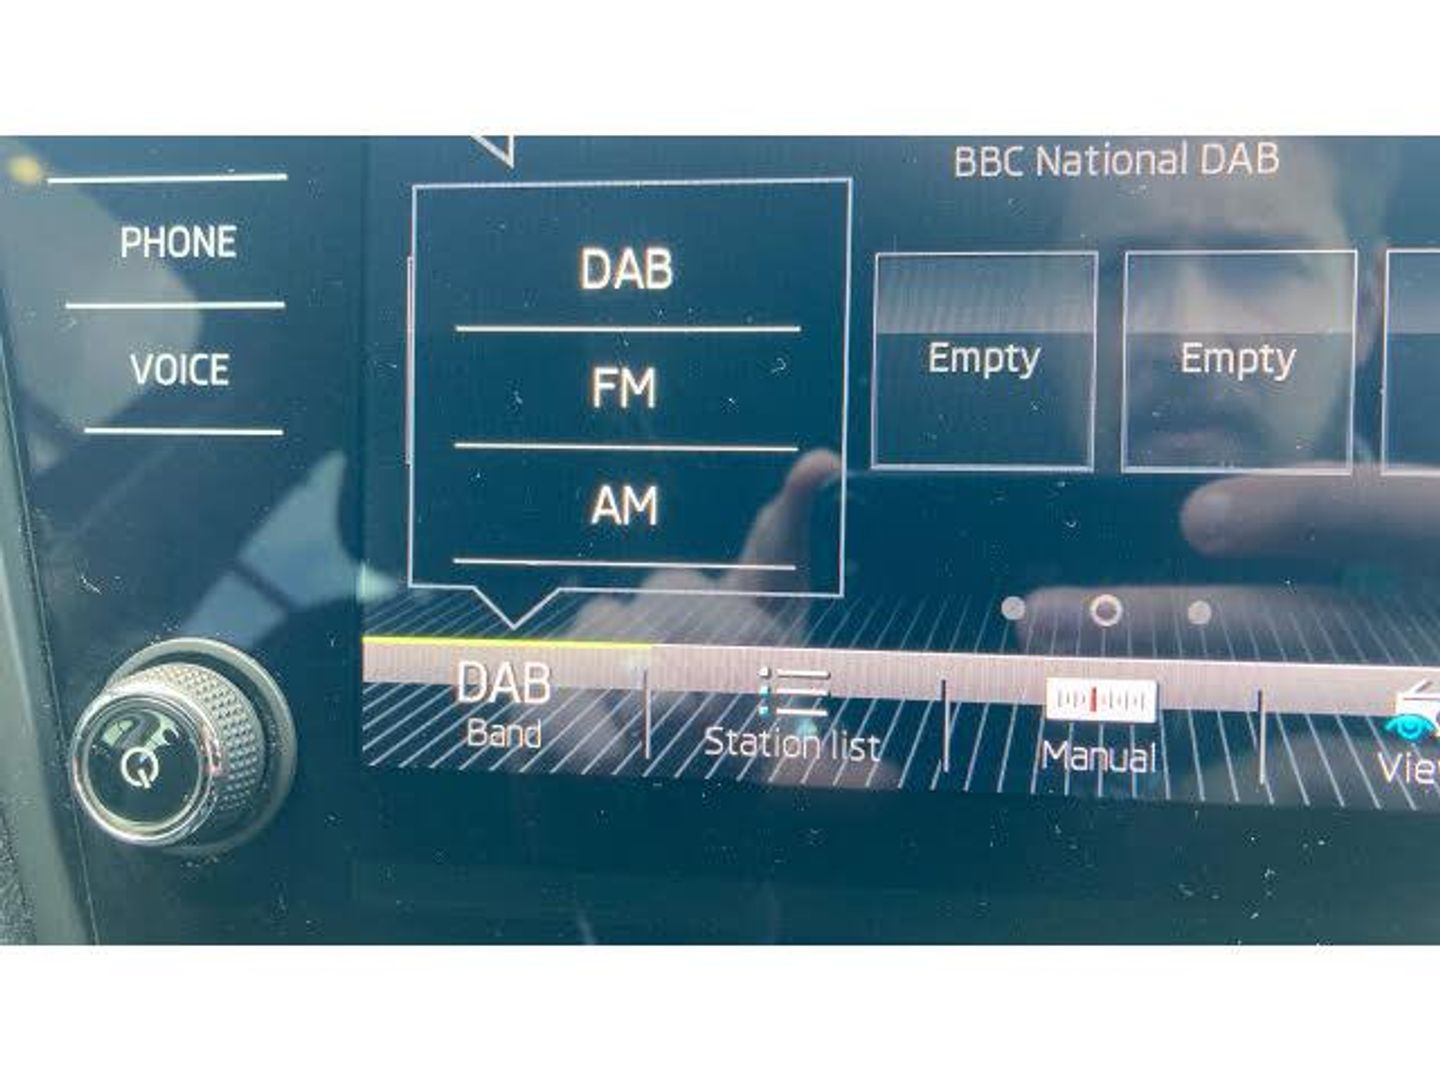 BBC National DAB
PHONE
VOICE
DAB
FM
AM
Empty
Empty
DAB
Band
Station list
Manual